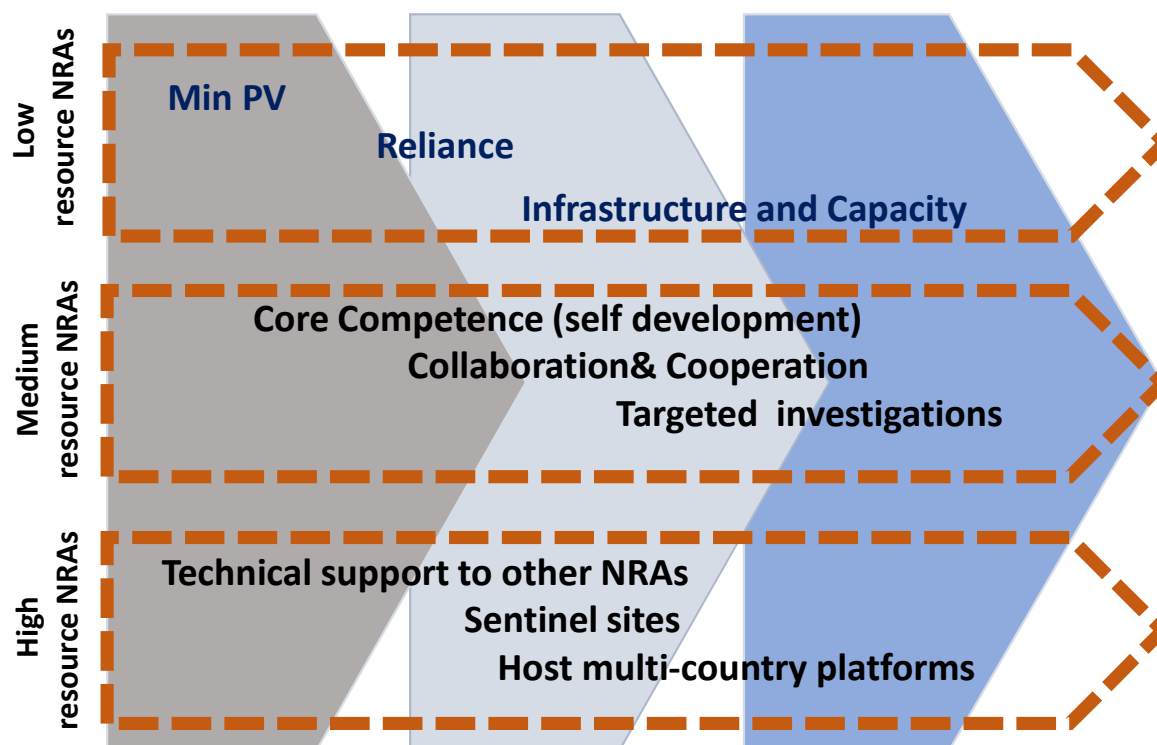 Low
resource NRAs
Min PV
Reliance
Infrastructure and Capacity
Medium
resource NRAs
Core Competence (self development)
Collaboration& Cooperation
Targeted  investigations
High
resource NRAs
Technical support to other NRAs
Sentinel sites
Host multi-country platforms